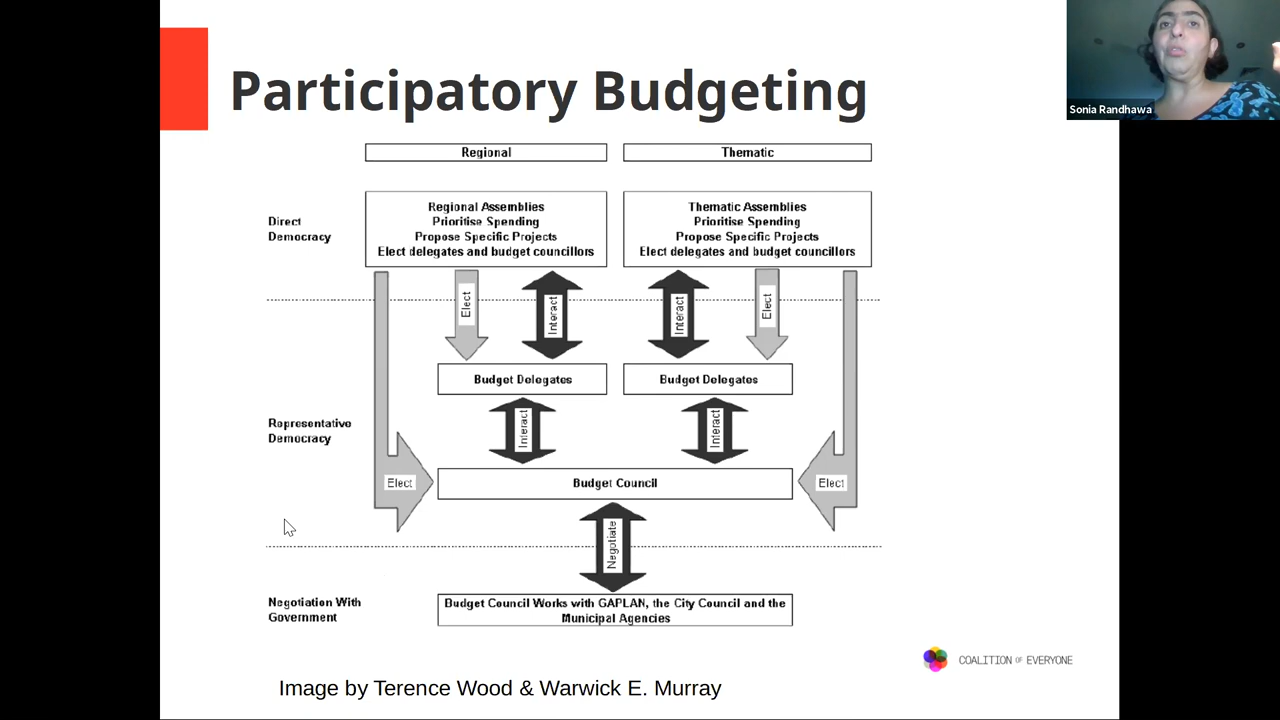 Participatory Budgeting
Sonia Randhawa
Regional
Thematic
Direct
Democracy
Regional Assemblies
Prioritise Spending
Propose Specific Projects
Elect delegates and budget councillors
Thematic Assemblies
Prioritise Spending
Propose Specific Projects
Elect delegates and budget councillors
Elect
Interact
Interact
Elect
Budget Delegates
Budget Delegates
Representative
Democracy
Interact
Interact
Elect
Budget Council
Elect
Negotiate
Negotiation With
Government
Budget Council Works with GAPLAN, the City Council and the
Municipal Agencies
COALITION OF EVERYONE
Image by Terence Wood & Warwick E. Murray